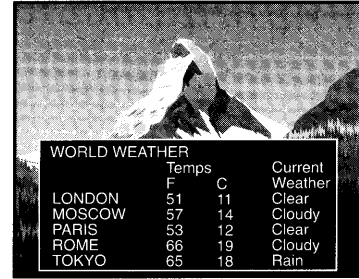 WORLD WEATHER
Temps Current
F C Weather
LONDON 51 11 Clear
MOSCOW 57 14 Cloudy
PARIS 53 12 Clear
ROME 66 19 Cloudy
TOKYO 65 18 Rain